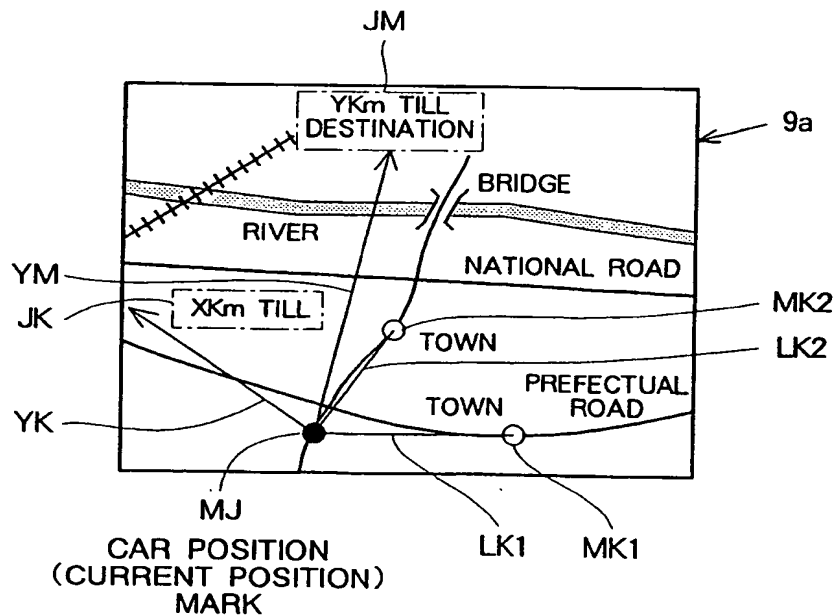 JM
YKm TILL
DESTINATION
9a
BRIDGE
RIVER
YM
NATIONAL ROAD
JK
XKm TILL
MK2
TOWN
LK2
PREFECTUAL
ROAD
TOWN
YK
MJ
LK1
MK1
CAR POSITION
(CURRENT POSITION)
MARK